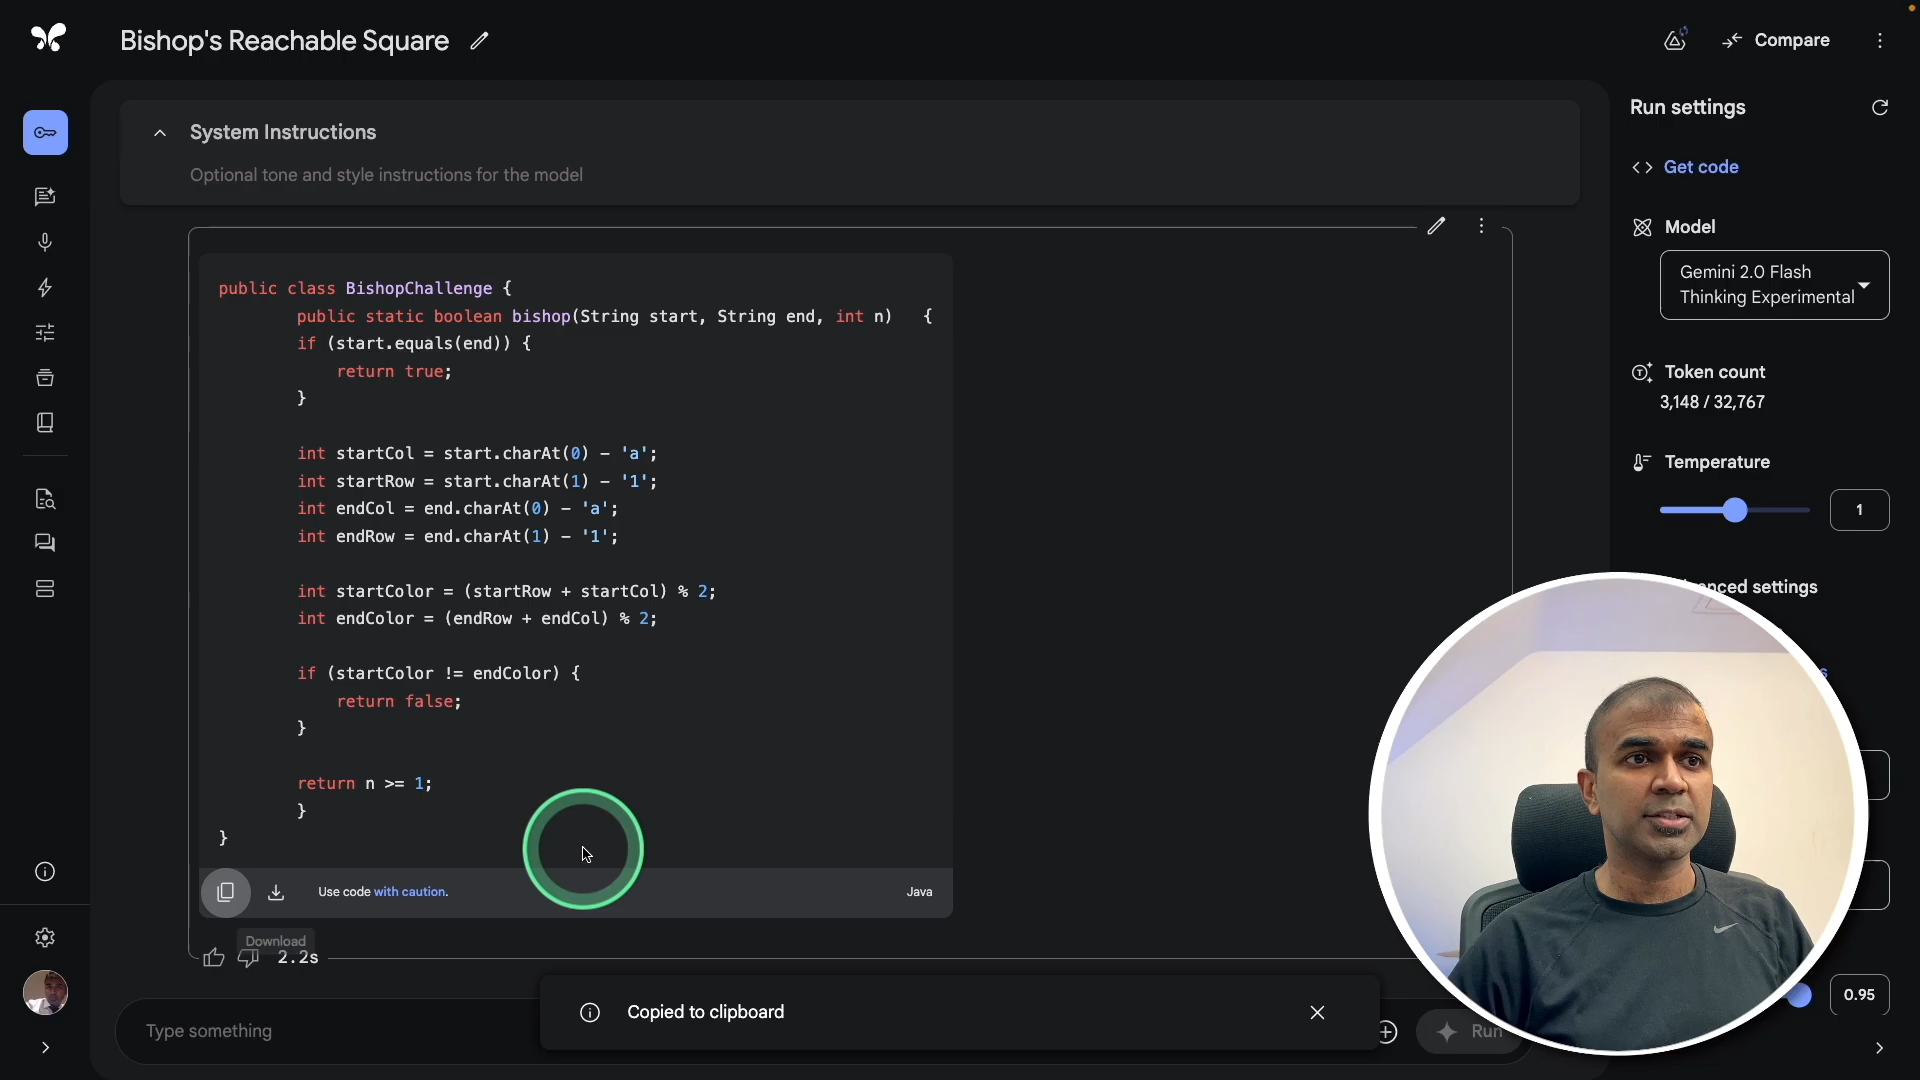 Bishop's Reachable Square
Compare
System Instructions
Optional tone and style instructions for the model
Run settings
Get code
Model
Gemini 2.0 Flash
Thinking Experimental
Token count
3,148 / 32,767
Temperature
1
public class BishopChallenge {
public static boolean bishop(String start, String end, int n) {
if (start.equals(end)) {
return true;
}
int startCol = start.charAt(0) - 'a';
int startRow = start.charAt(1) - '1';
int endCol = end.charAt(0) - 'a';
int endRow = end.charAt(1) - '1';
int startColor = (startRow + startCol) % 2;
int endColor = (endRow + endCol) % 2;
if (startColor != endColor) {
return false;
}
return n >= 1;
}
}
settings
Use code with caution.
Java
Download
2.2s
Copied to clipboard
Type something
Run
0.95